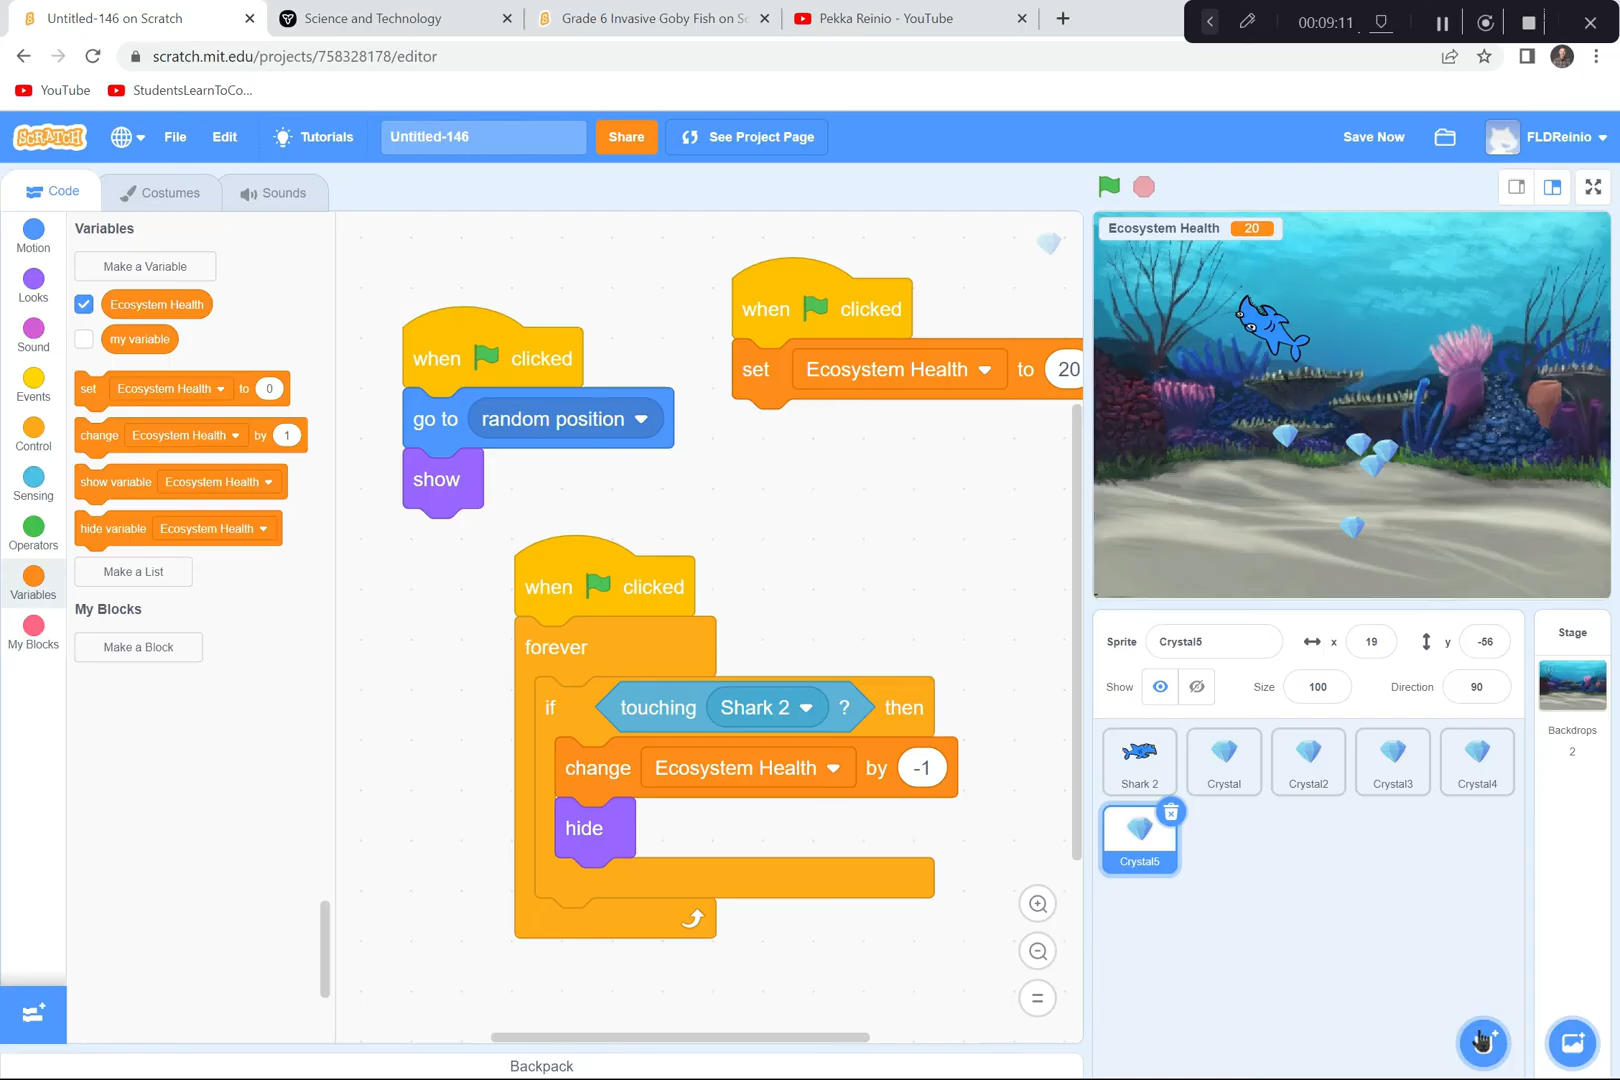 Untitled-146 on Scratch
Science and Technology
Grade 6 Invasive Goby Fish on Sc
Pekka Reinio - YouTube
00:09:11
scratch.mit.edu/projects/758328178/editor
YouTube
StudentsLearnToCo...
SCRATCH
File
Edit
Tutorials
Untitled-146
Share
See Project Page
Save Now
FLDReinio
Code
Costumes
Sounds
Motion
Looks
Sound
Events
Control
Sensing
Operators
Variables
My Blocks
Variables
Make a Variable
Ecosystem Health
my variable
set Ecosystem Health to 0
change Ecosystem Health by 1
show variable Ecosystem Health
hide variable Ecosystem Health
Make a List
My Blocks
Make a Block
when clicked
go to random position
show
when clicked
set Ecosystem Health to 20
when clicked
forever
if touching Shark 2 ? then
change Ecosystem Health by -1
hide
Backpack
Ecosystem Health 20
Sprite Crystal5 x 19 y -56
Show Size 100 Direction 90
Shark 2
Crystal
Crystal2
Crystal3
Crystal4
Crystal5
Stage
Backdrops
2